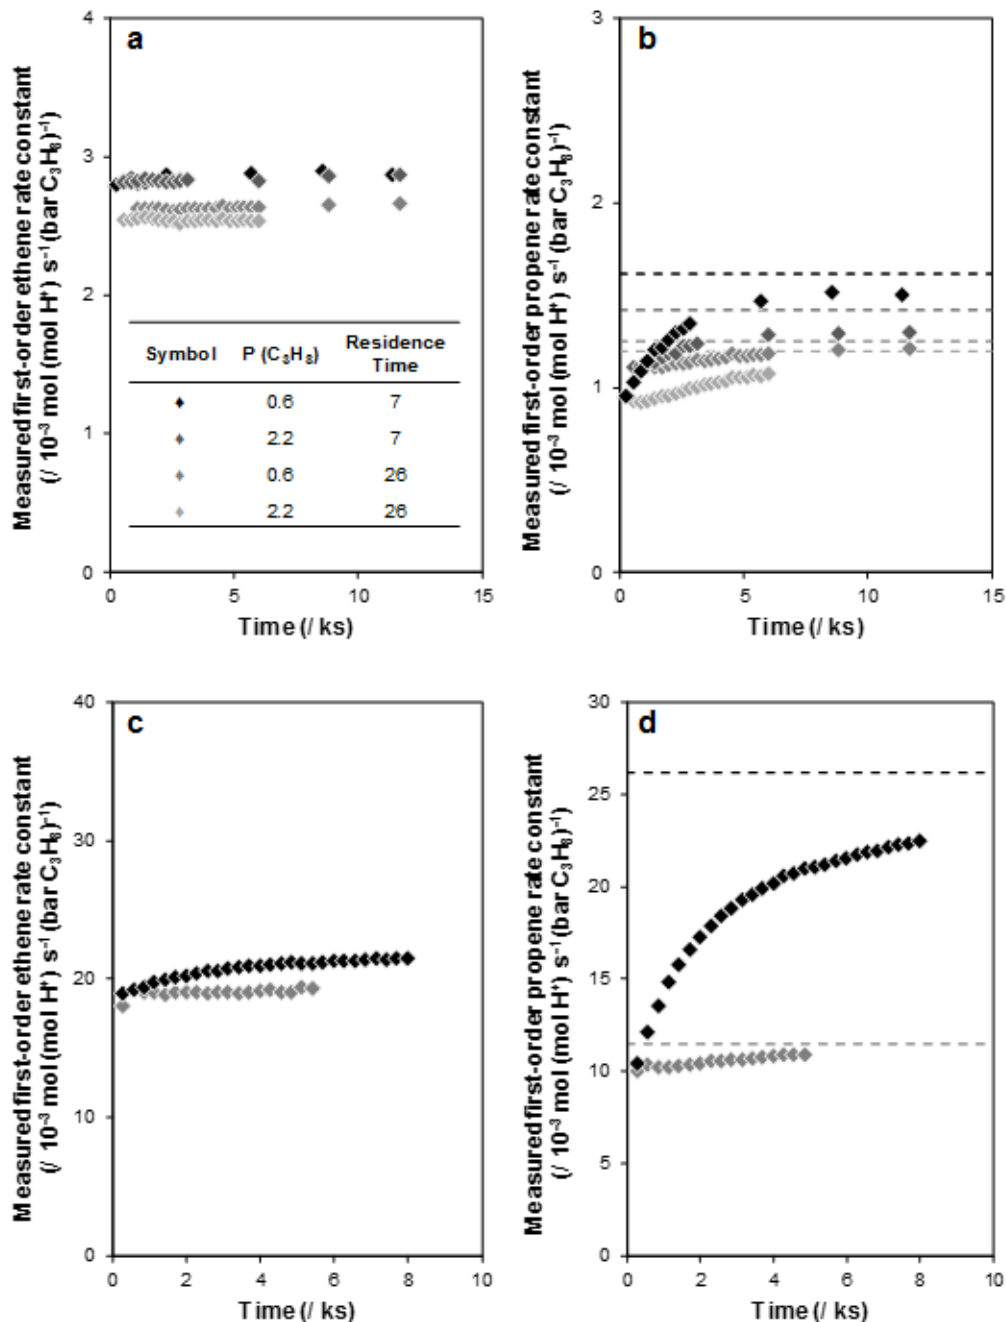 a
Measured first-order ethene rate constant
(/ 10⁻³ mol (mol H⁺) s⁻¹ (bar C₃H₈)⁻¹)
4
3
2
1
0
Symbol P (C₃H₈) Residence Time
0.6 7
2.2 7
0.6 26
2.2 26
0 5 10 15
Time (/ ks)
b
Measured first-order propene rate constant
(/ 10⁻³ mol (mol H⁺) s⁻¹ (bar C₃H₈)⁻¹)
3
2
1
0
0 5 10 15
Time (/ ks)
c
Measured first-order ethene rate constant
(/ 10⁻³ mol (mol H⁺) s⁻¹ (bar C₃H₈)⁻¹)
40
30
20
10
0
0 2 4 6 8 10
Time (/ ks)
d
Measured first-order propene rate constant
(/ 10⁻³ mol (mol H⁺) s⁻¹ (bar C₃H₈)⁻¹)
30
25
20
15
10
5
0
0 2 4 6 8 10
Time (/ ks)